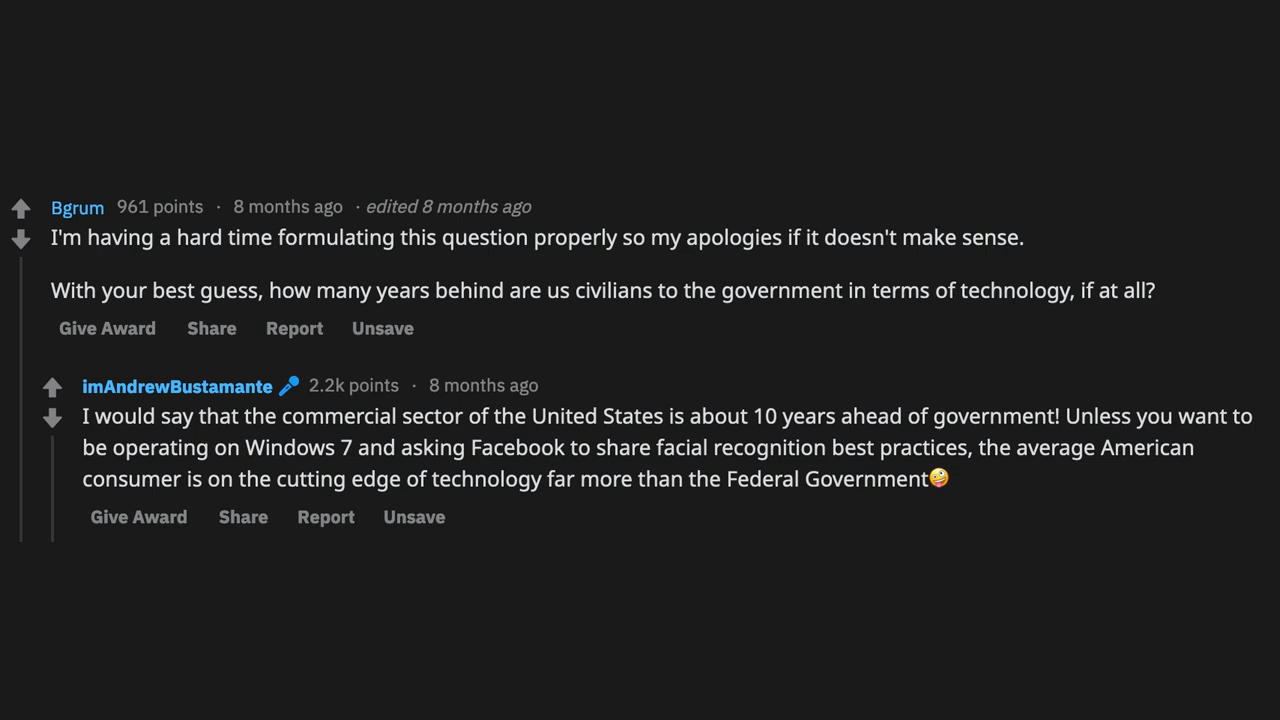 Bgrum 961 points · 8 months ago · edited 8 months ago
I'm having a hard time formulating this question properly so my apologies if it doesn't make sense.
With your best guess, how many years behind are us civilians to the government in terms of technology, if at all?
Give Award Share Report Unsave
imAndrewBustamante 🎤 2.2k points · 8 months ago
I would say that the commercial sector of the United States is about 10 years ahead of government! Unless you want to
be operating on Windows 7 and asking Facebook to share facial recognition best practices, the average American
consumer is on the cutting edge of technology far more than the Federal Government🤪
Give Award Share Report Unsave